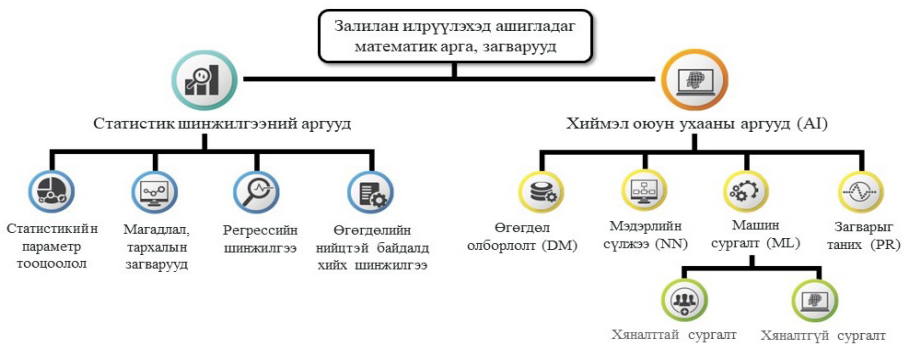 Залилан илрүүлэхэд ашигладаг
математик арга, загварууд
Статистик шинжилгээний аргууд
Хиймэл оюун ухааны аргууд (AI)
Статистикийн
параметр
тооцоолол
Магадлал,
тархалын
загварууд
Регрессийн
шинжилгээ
Өгөгдөлийн
нийцтэй байдалд
хийх шинжилгээ
Өгөгдөл
олборлолт (DM)
Мэдэрлийн
сүлжээ (NN)
Машин
сургалт (ML)
Загварыг
таних (PR)
Хяналттай сургалт
Хяналтгүй сургалт